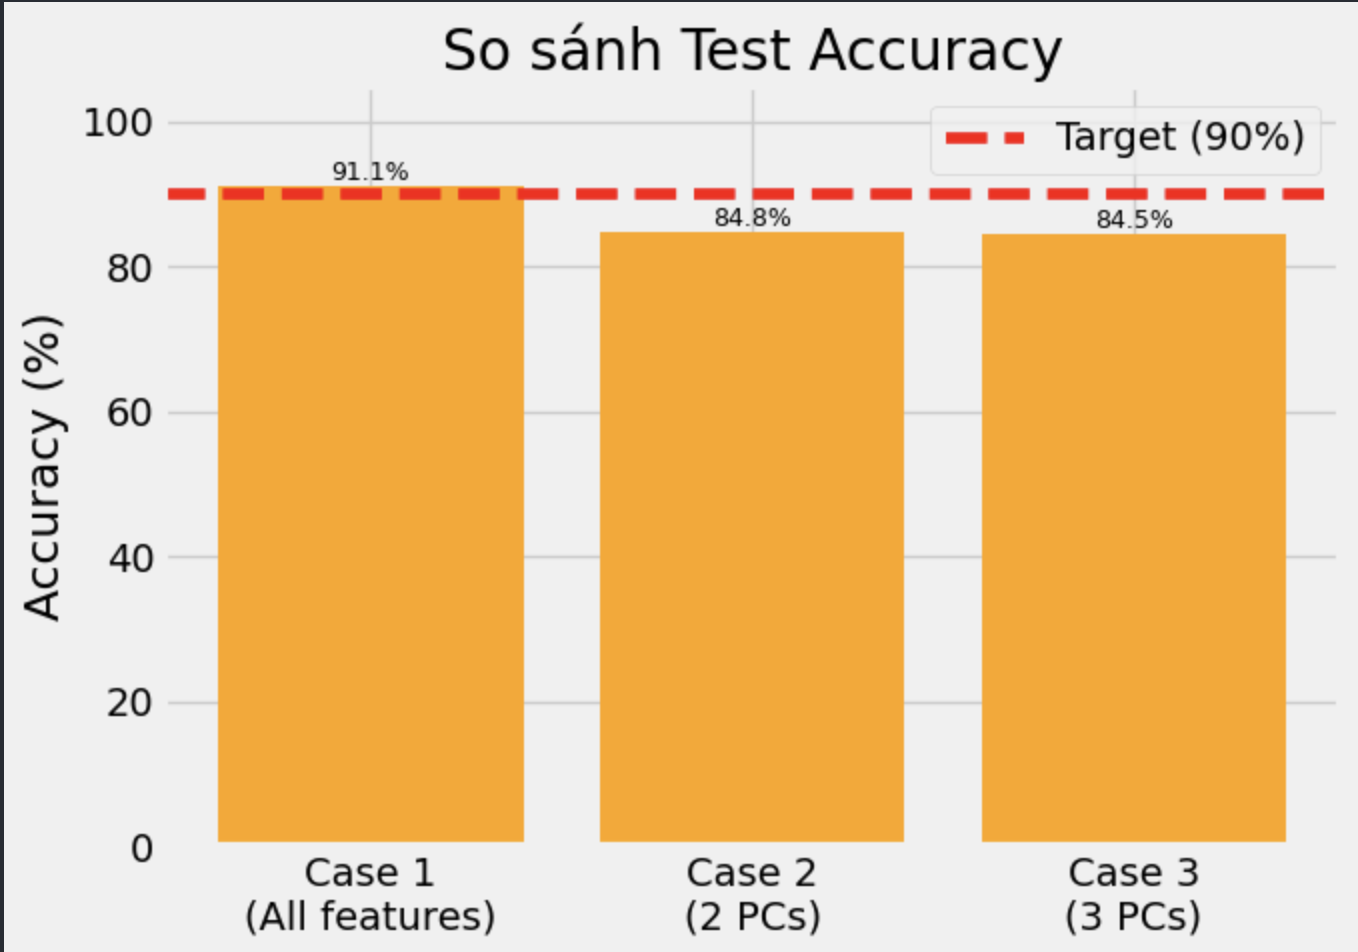 So sánh Test Accuracy
Target (90%)
Accuracy (%)
100
80
60
40
20
0
91.1%
84.8%
84.5%
Case 1
(All features)
Case 2
(2 PCs)
Case 3
(3 PCs)